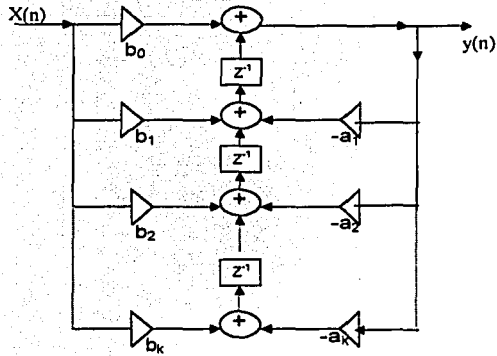 X(n)
b₀
+
y(n)
z⁻¹
b₁
+
-a₁
z⁻¹
b₂
+
-a₂
z⁻¹
bₖ
+
-aₖ